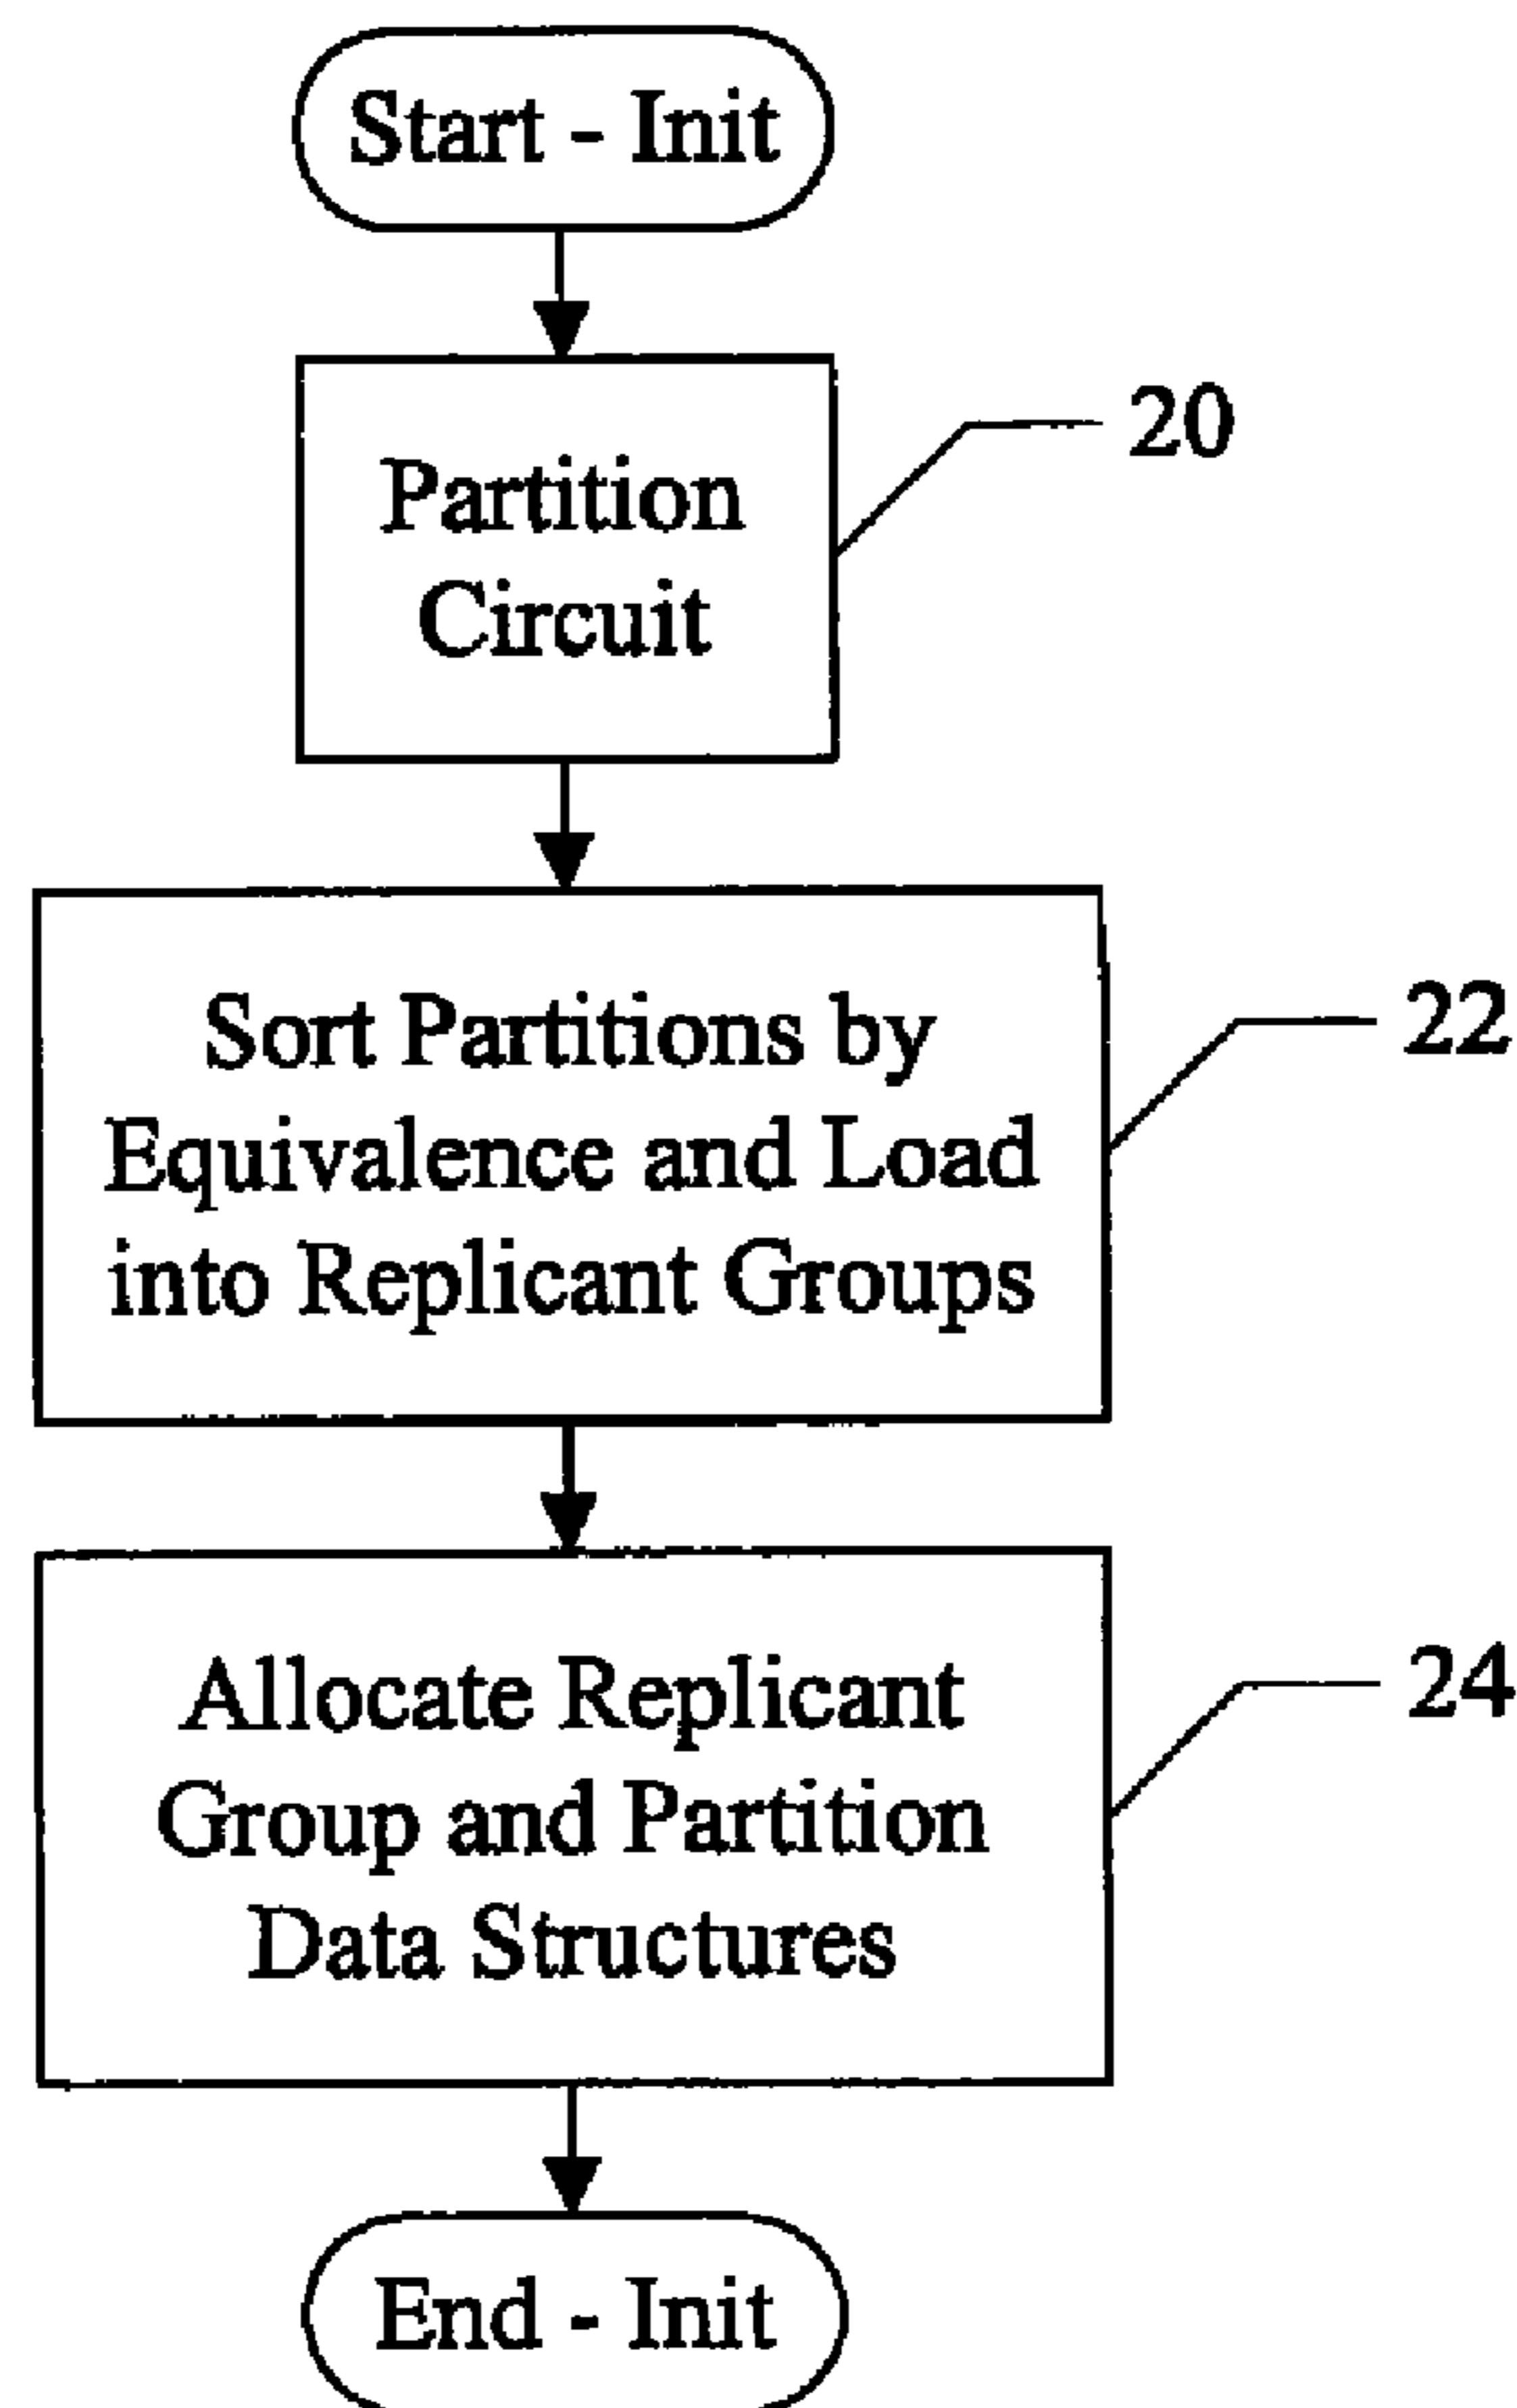 Start - Init
Partition
Circuit
20
Sort Partitions by
Equivalence and Load
into Replicant Groups
22
Allocate Replicant
Group and Partition
Data Structures
24
End - Init